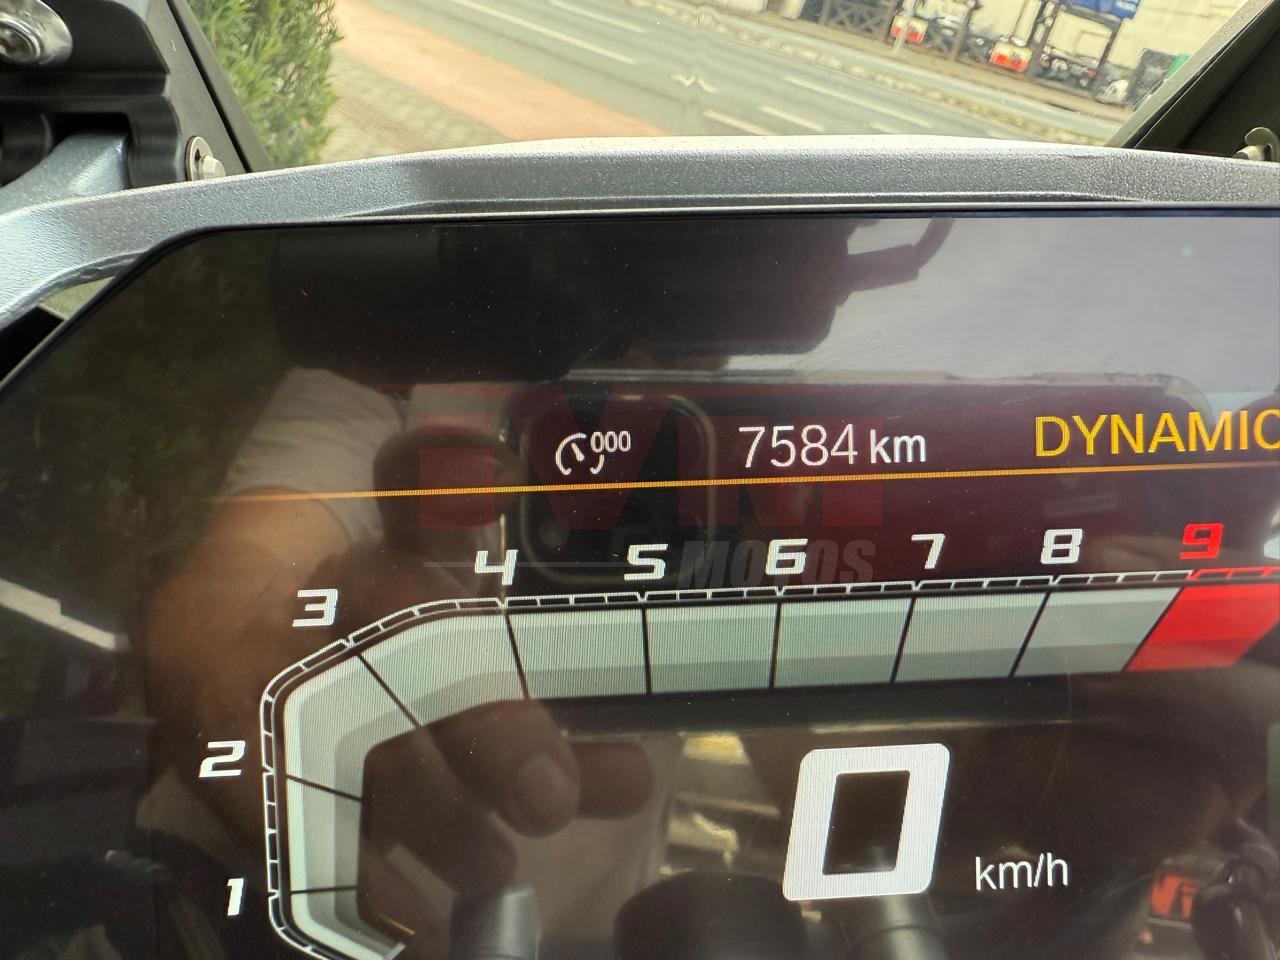 000 7584 km DYNAMIC
MOTOS
1 2 3 4 5 6 7 8 9
0 km/h